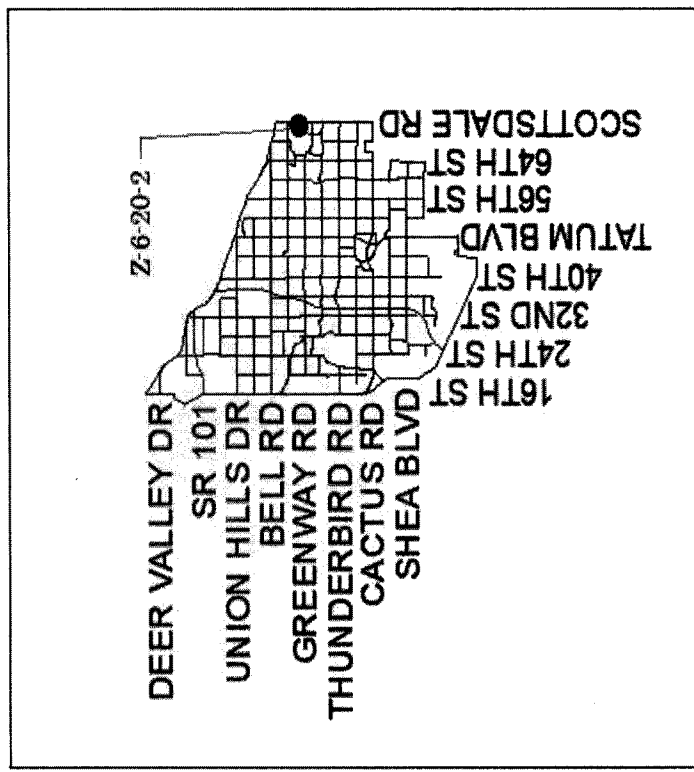 Z-6-20-2
DEER VALLEY DR
SR 101
UNION HILLS DR
BELL RD
GREENWAY RD
THUNDERBIRD RD
CACTUS RD
SHEA BLVD
16TH ST
24TH ST
32ND ST
40TH ST
TATUM BLVD
56TH ST
64TH ST
SCOTTSDALE RD